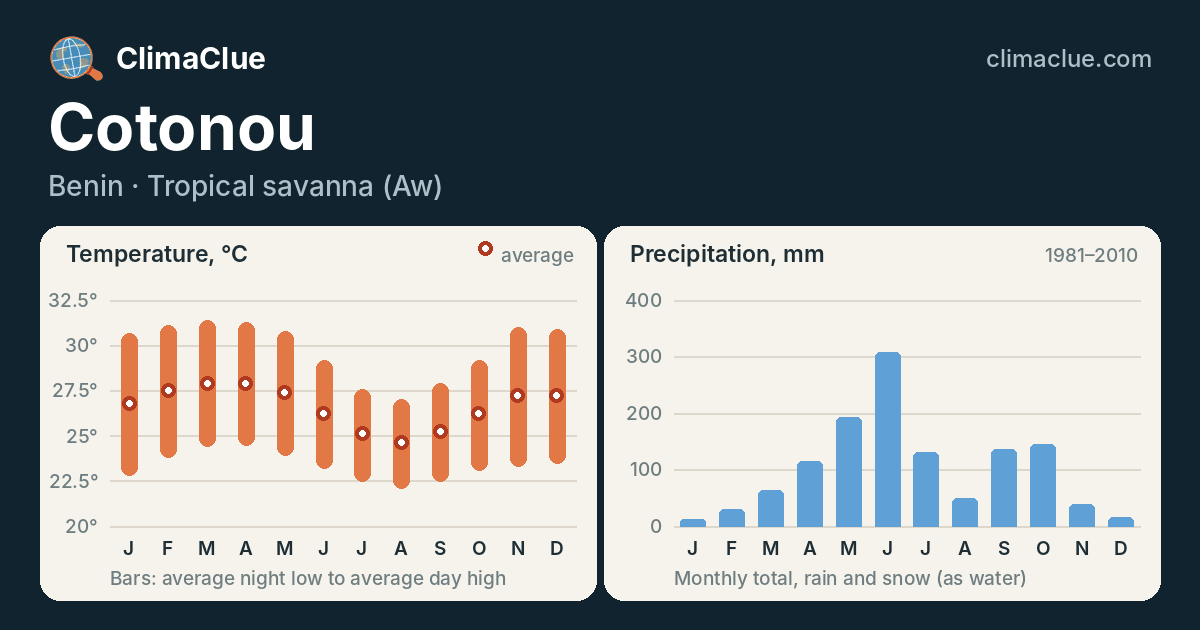 ClimaClue
climaclue.com
Cotonou
Benin · Tropical savanna (Aw)
Temperature, °C
average
32.5°
30°
27.5°
25°
22.5°
20°
J F M A M J J A S O N D
Bars: average night low to average day high
Precipitation, mm
1981–2010
400
300
200
100
0
J F M A M J J A S O N D
Monthly total, rain and snow (as water)